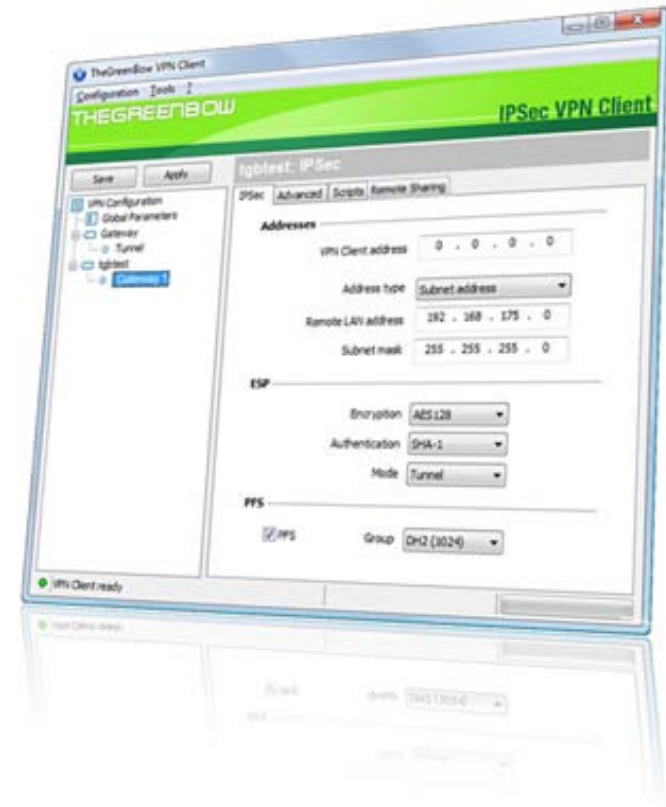 TheGreenBow VPN Client
Configuration Tools ?
THEGREENBOW
IPSec VPN Client
Save Apply
tgbtest: IPSec
VPN Configuration
Global Parameters
Gateway
Tunnel
tgbtest
Gateway 1
IPSec Advanced Scripts Remote Sharing
Addresses
VPN Client address 0 . 0 . 0 . 0
Address type Subnet address
Remote LAN address 192 . 168 . 175 . 0
Subnet mask 255 . 255 . 255 . 0
ESP
Encryption AES128
Authentication SHA-1
Mode Tunnel
PFS
PFS Group DH2 (1024)
VPN Client ready